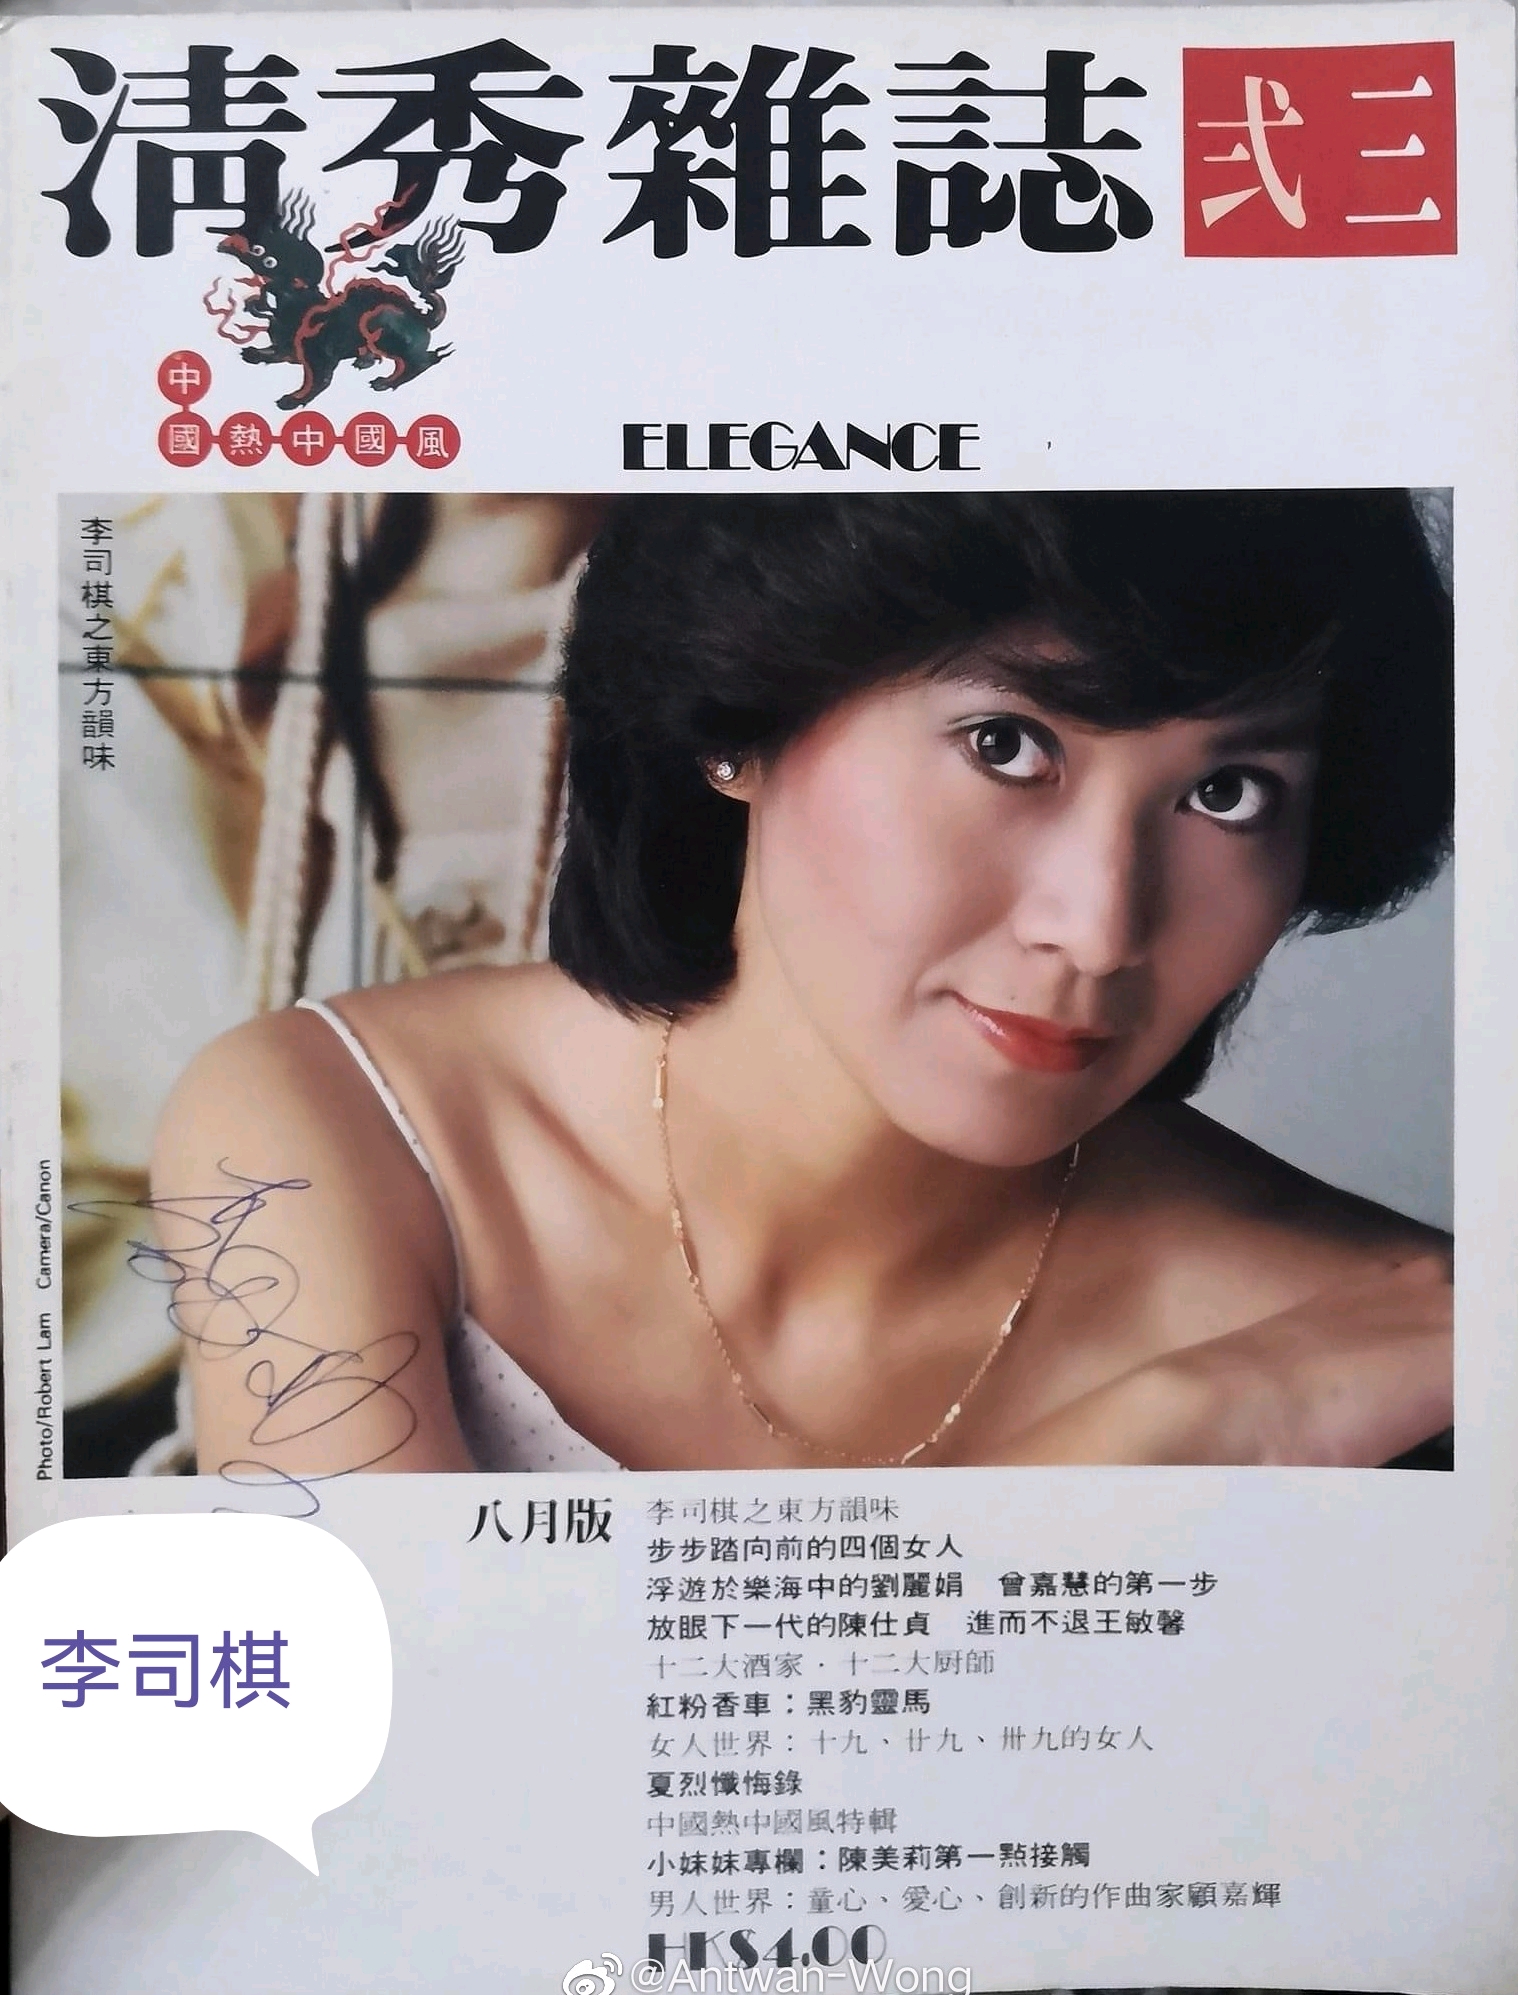 清秀雜誌
弍三
中
國熱中國風
ELEGANCE
李司棋之東方韻味
Photo/Robert Lam Camera/Canon
八月版
李司棋之東方韻味
步步踏向前的四個女人
浮遊於樂海中的劉麗娟 曾嘉慧的第一步
放眼下一代的陳仕貞 進而不退王敏馨
十二大酒家·十二大厨師
紅粉香車：黑豹靈馬
女人世界：十九、廿九、卅九的女人
夏烈懺悔錄
中國熱中國風特輯
小妹妹專欄：陳美莉第一點接觸
男人世界：童心、愛心、創新的作曲家顧嘉輝
HK$4.00
李司棋
@Antwan-Wong